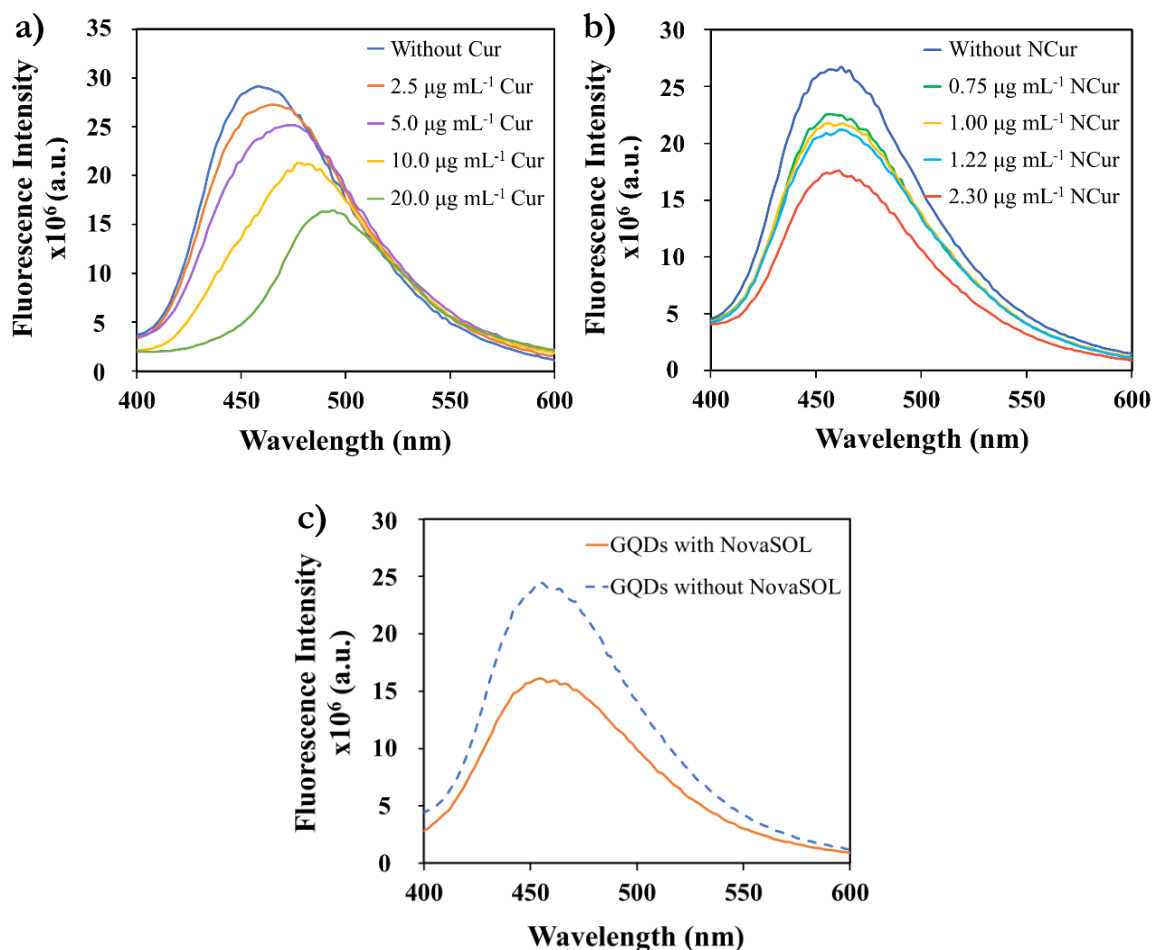 a)
Fluorescence Intensity
x10⁶ (a.u.)
35
30
25
20
15
10
5
0
Without Cur
2.5 µg mL⁻¹ Cur
5.0 µg mL⁻¹ Cur
10.0 µg mL⁻¹ Cur
20.0 µg mL⁻¹ Cur
400 450 500 550 600
Wavelength (nm)
b)
Fluorescence Intensity
x10⁶ (a.u.)
30
25
20
15
10
5
0
Without NCur
0.75 µg mL⁻¹ NCur
1.00 µg mL⁻¹ NCur
1.22 µg mL⁻¹ NCur
2.30 µg mL⁻¹ NCur
400 450 500 550 600
Wavelength (nm)
c)
Fluorescence Intensity
x10⁶ (a.u.)
30
25
20
15
10
5
0
GQDs with NovaSOL
GQDs without NovaSOL
400 450 500 550 600
Wavelength (nm)